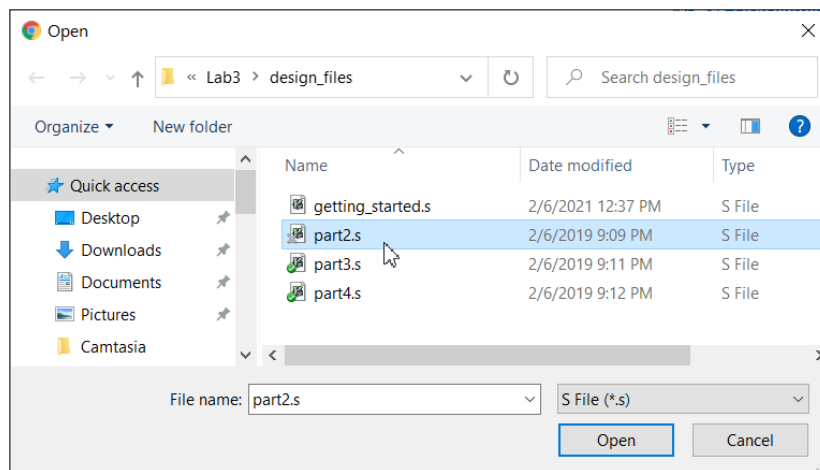 Open
« Lab3 > design_files
Search design_files
Organize
New folder
Name Date modified Type
Quick access
Desktop
Downloads
Documents
Pictures
Camtasia
getting_started.s 2/6/2021 12:37 PM S File
part2.s 2/6/2019 9:09 PM S File
part3.s 2/6/2019 9:11 PM S File
part4.s 2/6/2019 9:12 PM S File
File name: part2.s
S File (*.s)
Open Cancel